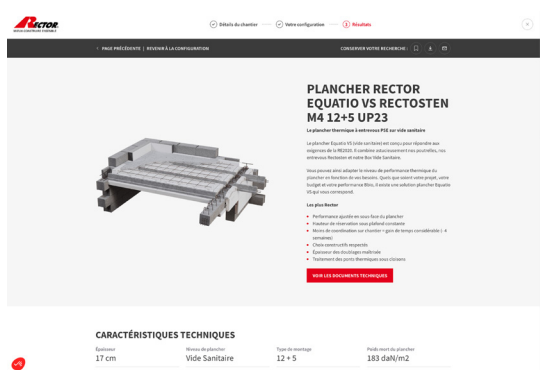 RECTOR.
Détails du chantier
Votre configuration
3 Résultats
PAGE PRÉCÉDENTE | REVENIR À LA CONFIGURATION
CONSERVER VOTRE RECHERCHE :
PLANCHER RECTOR
EQUATIO VS RECTOSTEN
M4 12+5 UP23
Le plancher thermique à entrevous PSE sur vide sanitaire
Le plancher Equatio VS (vide sanitaire) est conçu pour répondre aux
exigences de la RE2020. Il combine astucieusement nos poutrelles, nos
entrevous Rectosten et notre Box Vide Sanitaire.
Vous pouvez ainsi adapter le niveau de performance thermique du
plancher en fonction de vos besoins. Quels que soient votre projet, votre
budget et votre performance Bbio, il existe une solution plancher Equatio
VS qui vous correspond.
Les plus Rector
Performance ajustée en sous-face du plancher
Hauteur de réservation sous plafond constante
Moins de coordination sur chantier = gain de temps considérable (- 4
semaines)
Choix constructifs respectés
Épaisseur des doublages maîtrisée
Traitement des ponts thermiques sous cloisons
VOIR LES DOCUMENTS TECHNIQUES
CARACTÉRISTIQUES TECHNIQUES
Épaisseur
17 cm
Niveau de plancher
Vide Sanitaire
Type de montage
12 + 5
Poids mort du plancher
183 daN/m2